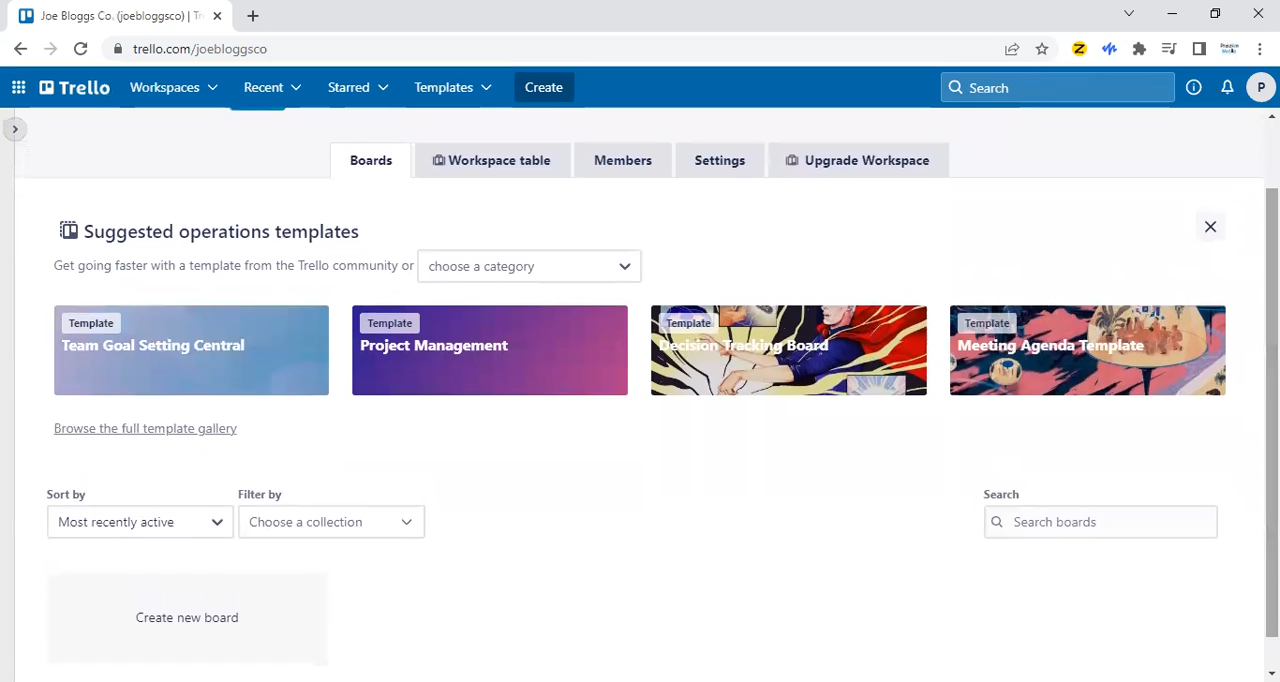 Joe Bloggs Co. (joebloggsco) | Tr
trello.com/joebloggsco
Trello
Workspaces
Recent
Starred
Templates
Create
Search
P
Boards
Workspace table
Members
Settings
Upgrade Workspace
Suggested operations templates
Get going faster with a template from the Trello community or
choose a category
Template
Team Goal Setting Central
Template
Project Management
Template
Decision Tracking Board
Template
Meeting Agenda Template
Browse the full template gallery
Sort by
Filter by
Search
Most recently active
Choose a collection
Search boards
Create new board